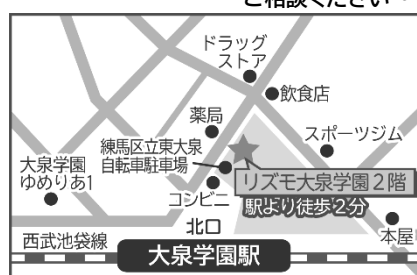 ご相談ください
ドラッグ
ストア
飲食店
薬局
スポーツジム
練馬区立東大泉
自転車駐車場
大泉学園
ゆめりあ1
リズモ大泉学園2階
コンビニ
駅より徒歩2分
北口
本屋
西武池袋線
大泉学園駅